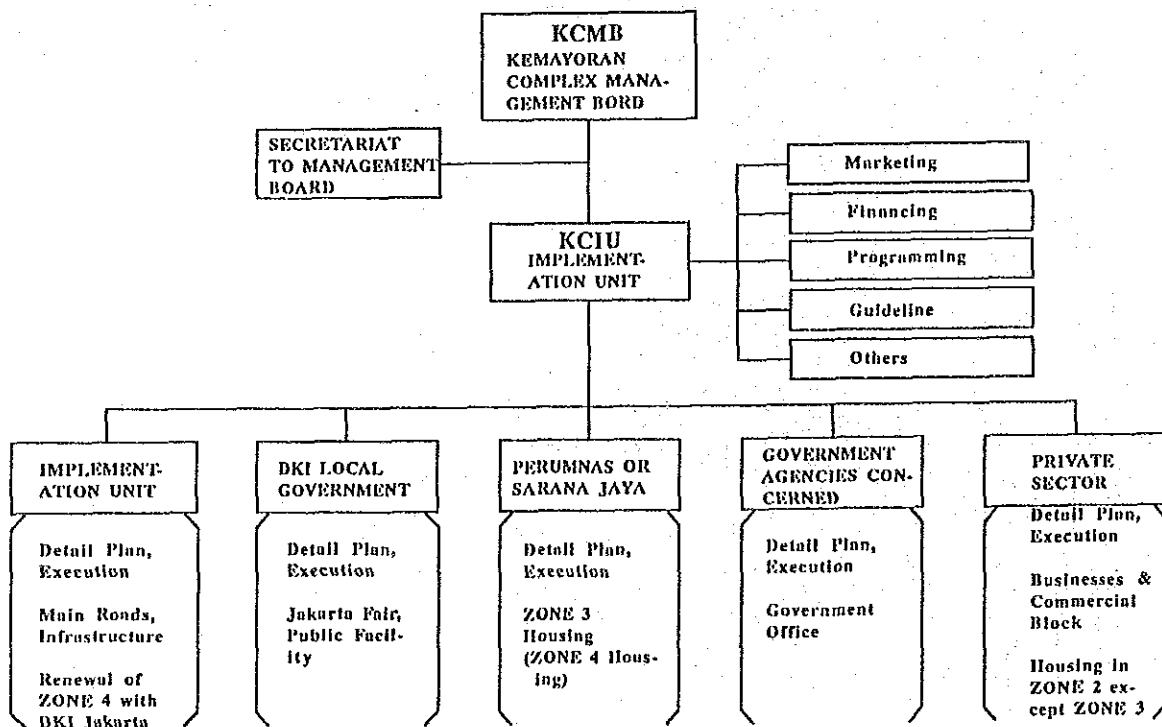 KCMB
KEMAYORAN
COMPLEX MANA-
GEMENT BORD
SECRETARIAT
TO MANAGEMENT
BOARD
Marketing
Financing
Programming
Guideline
Others
KCIU
IMPLEMENT-
ATION UNIT
IMPLEMENT-
ATION UNIT
Detail Plan,
Execution
Main Roads,
Infrastructure
Renewal of
ZONE 4 with
DKI Jakarta
DKI LOCAL
GOVERNMENT
Detail Plan,
Execution
Jakarta Fair,
Public Facil-
ity
PERUMNAS OR
SARANA JAYA
Detail Plan,
Execution
ZONE 3
Housing
(ZONE 4 Hous-
ing)
GOVERNMENT
AGENCIES CON-
CERNED
Detail Plan,
Execution
Government
Office
PRIVATE
SECTOR
Detail Plan,
Execution
Businesses &
Commercial
Block
Housing in
ZONE 2 ex-
cept ZONE 3